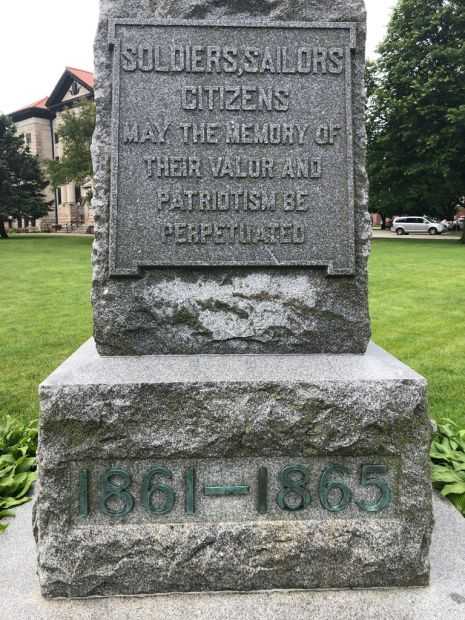 SOLDIERS, SAILORS
CITIZENS
MAY THE MEMORY OF
THEIR VALOR AND
PATRIOTISM BE
PERPETUATED
1861–1865